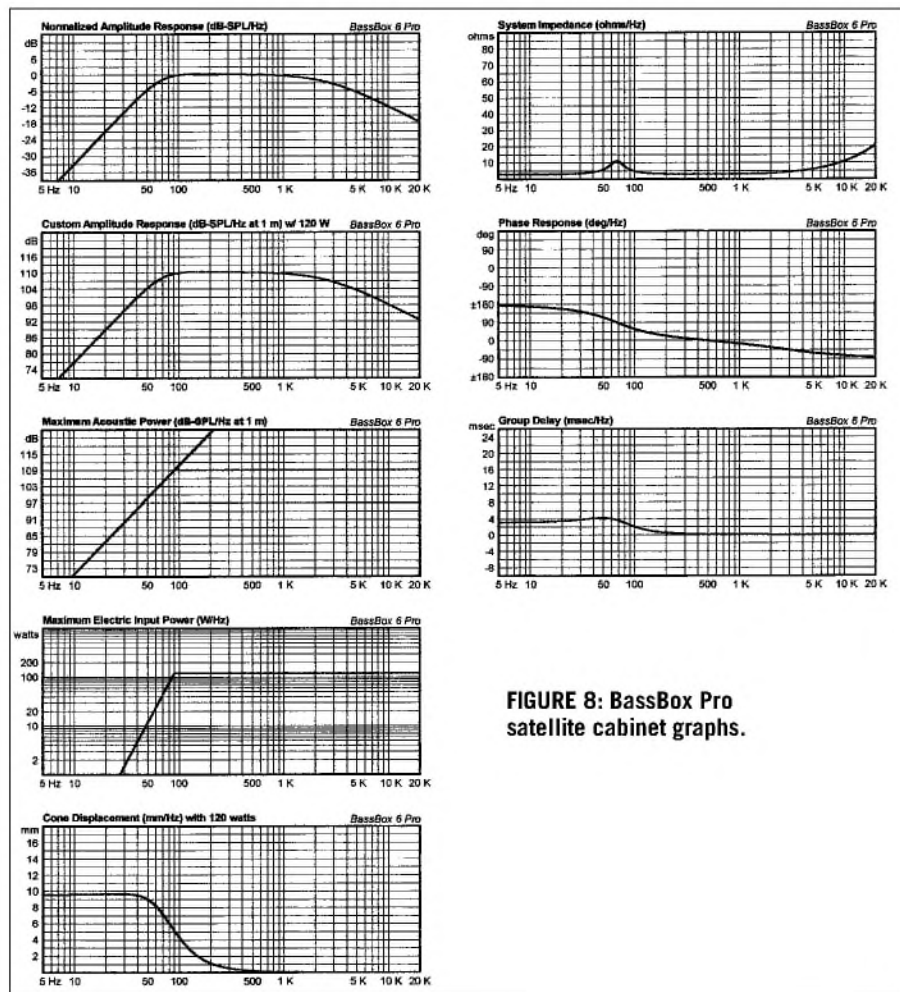 Normalized Amplitude Response (dB-SPL/Hz) BassBox 6 Pro
dB
6
0
-6
-12
-18
-24
-30
-36
5 Hz 10 50 100 500 1 K 5 K 10 K 20 K
Custom Amplitude Response (dB-SPL/Hz at 1 m) w/ 120 W BassBox 6 Pro
dB
116
110
104
98
92
86
80
74
5 Hz 10 50 100 500 1 K 5 K 10 K 20 K
Maximum Acoustic Power (dB-SPL/Hz at 1 m) BassBox 6 Pro
dB
115
109
103
97
91
85
79
73
5 Hz 10 50 100 500 1 K 5 K 10 K 20 K
Maximum Electric Input Power (W/Hz) BassBox 6 Pro
watts
200
100
20
10
2
5 Hz 10 50 100 500 1 K 5 K 10 K 20 K
Cone Displacement (mm/Hz) with 120 watts BassBox 6 Pro
mm
16
14
12
10
8
6
4
2
5 Hz 10 50 100 500 1 K 5 K 10 K 20 K
System Impedance (ohms/Hz) BassBox 6 Pro
ohms
80
70
60
50
40
30
20
10
5 Hz 10 50 100 500 1 K 5 K 10 K 20 K
Phase Response (deg/Hz) BassBox 6 Pro
deg
90
0
-90
±180
90
0
-90
±180
5 Hz 10 50 100 500 1 K 5 K 10 K 20 K
Group Delay (msec/Hz) BassBox 6 Pro
msec
24
20
16
12
8
4
0
-4
-8
5 Hz 10 50 100 500 1 K 5 K 10 K 20 K
FIGURE 8: BassBox Pro
satellite cabinet graphs.